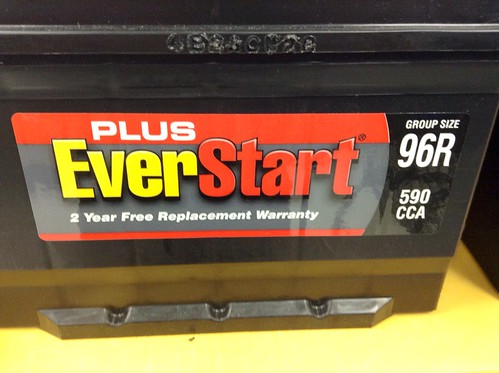 PLUS
EverStart®
2 Year Free Replacement Warranty
GROUP SIZE
96R
590
CCA